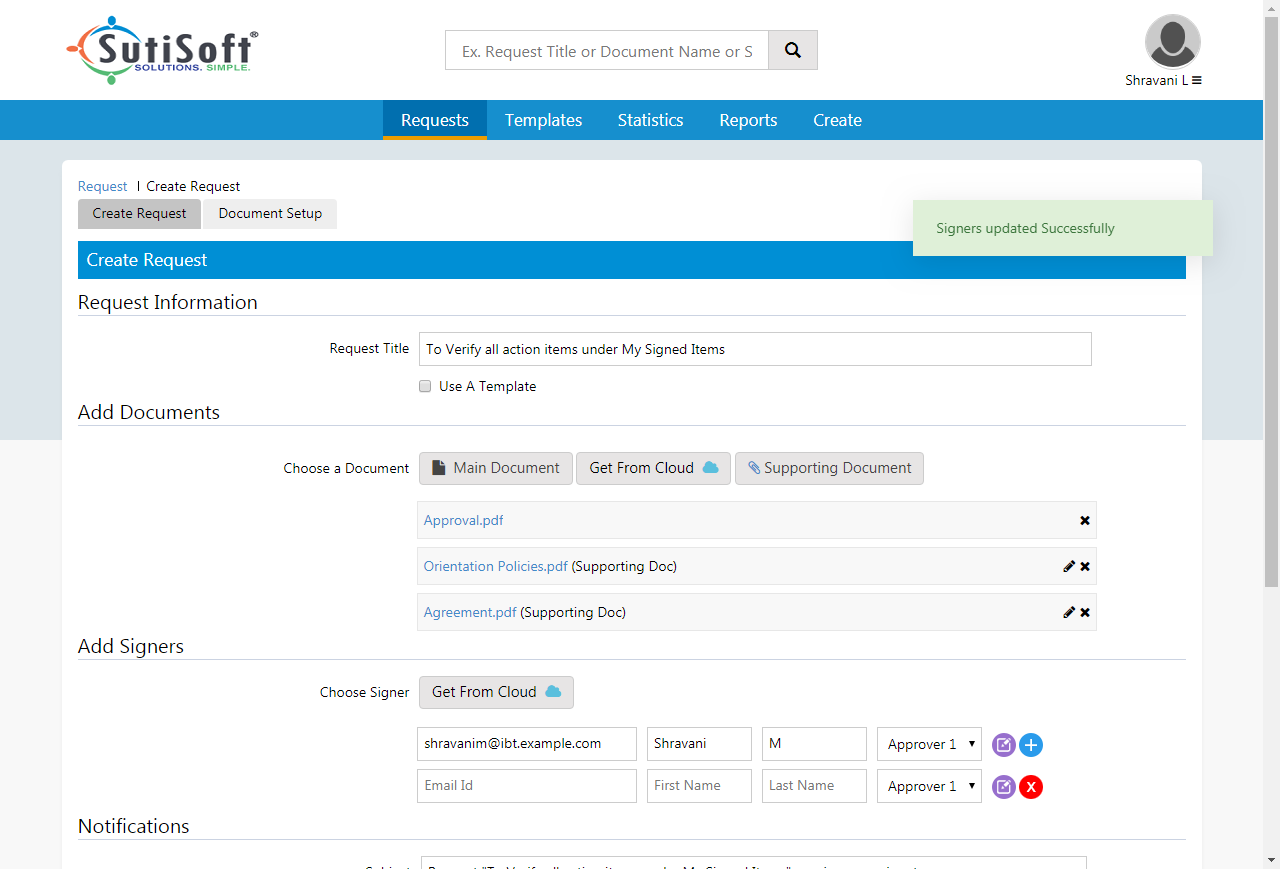 SutiSoft®
SOLUTIONS. SIMPLE.
Ex. Request Title or Document Name or S
Shravani L
Requests Templates Statistics Reports Create
Request | Create Request
Create Request Document Setup
Signers updated Successfully
Create Request
Request Information
Request Title To Verify all action items under My Signed Items
Use A Template
Add Documents
Choose a Document Main Document Get From Cloud Supporting Document
Approval.pdf
Orientation Policies.pdf (Supporting Doc)
Agreement.pdf (Supporting Doc)
Add Signers
Choose Signer Get From Cloud
shravanim@ibt.example.com Shravani M Approver 1
Email Id First Name Last Name Approver 1 X
Notifications